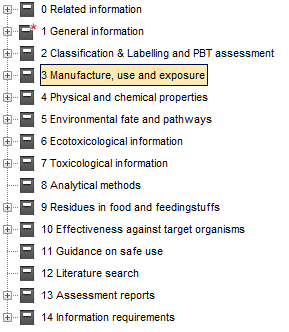 0 Related information
1 General information
2 Classification & Labelling and PBT assessment
3 Manufacture, use and exposure
4 Physical and chemical properties
5 Environmental fate and pathways
6 Ecotoxicological information
7 Toxicological information
8 Analytical methods
9 Residues in food and feedingstuffs
10 Effectiveness against target organisms
11 Guidance on safe use
12 Literature search
13 Assessment reports
14 Information requirements